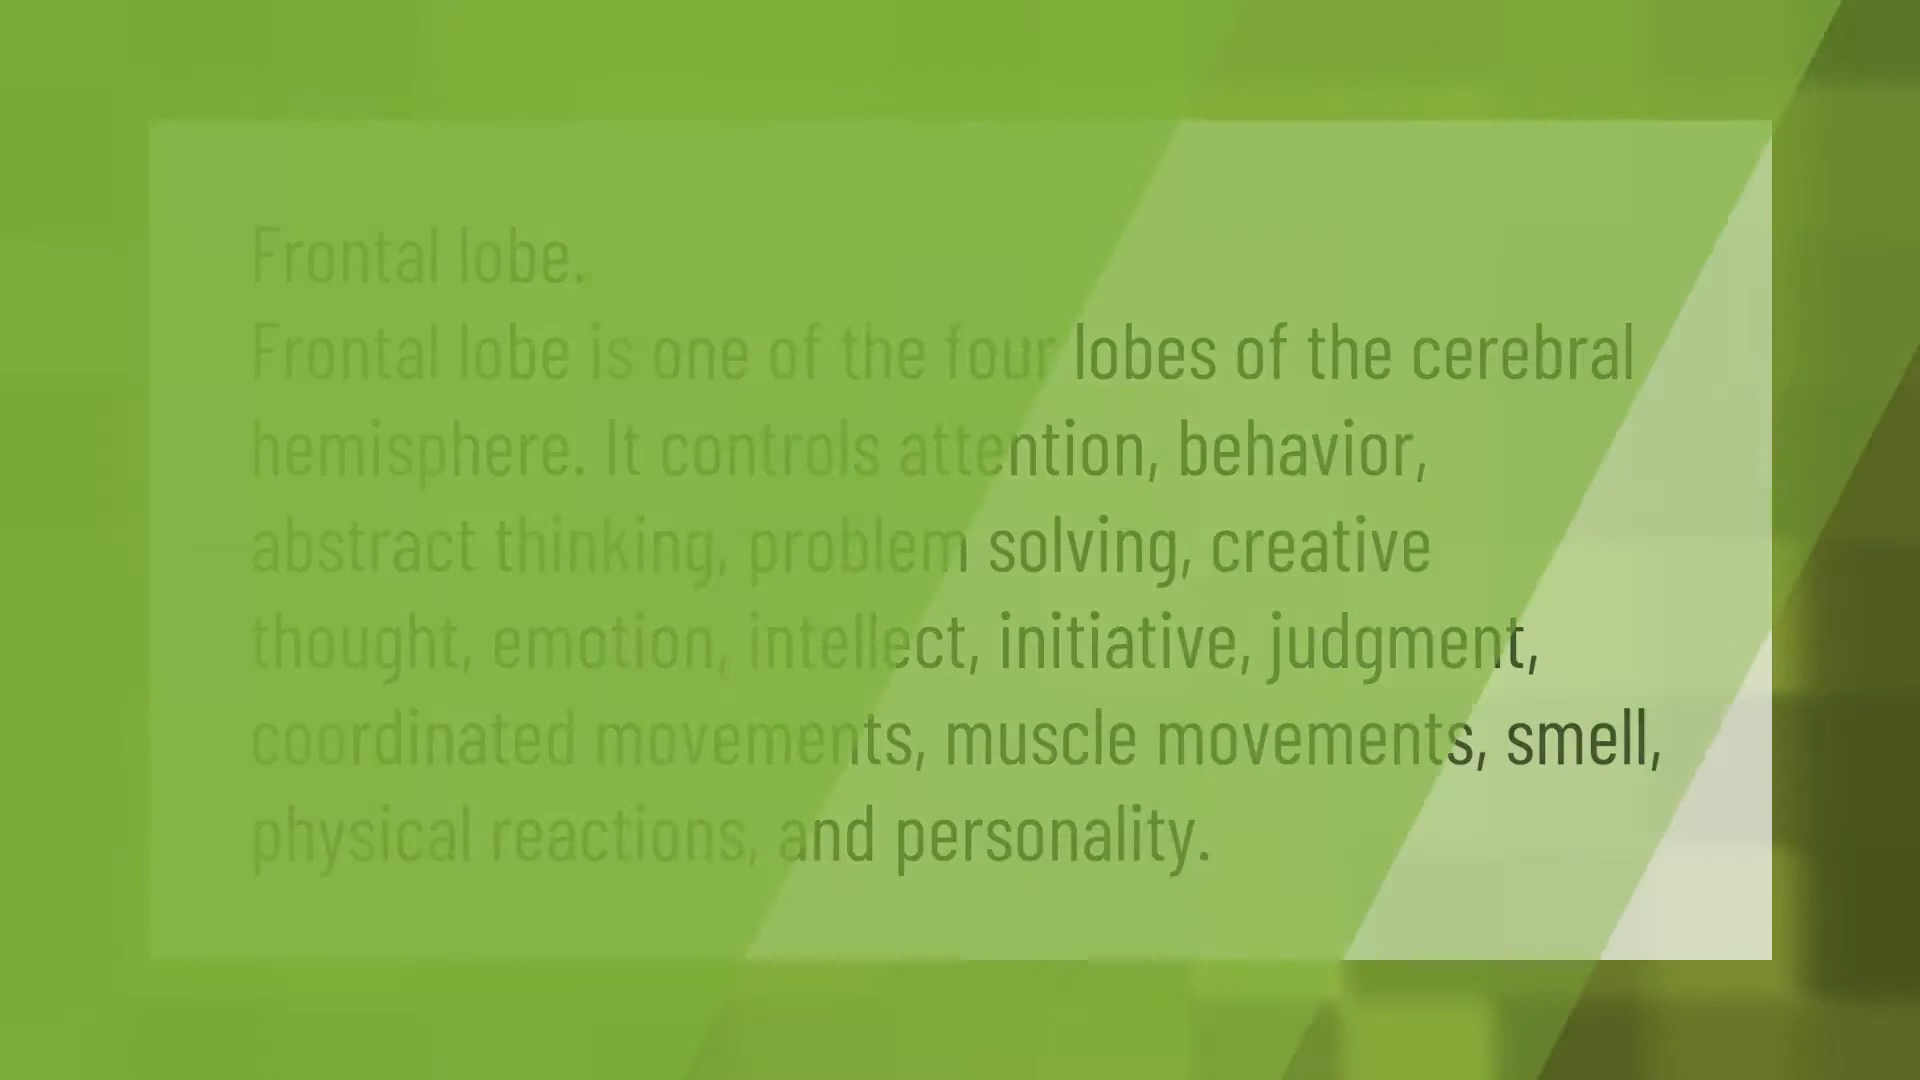 Frontal lobe.
Frontal lobe is one of the four lobes of the cerebral
hemisphere. It controls attention, behavior,
abstract thinking, problem solving, creative
thought, emotion, intellect, initiative, judgment,
coordinated movements, muscle movements, smell,
physical reactions, and personality.